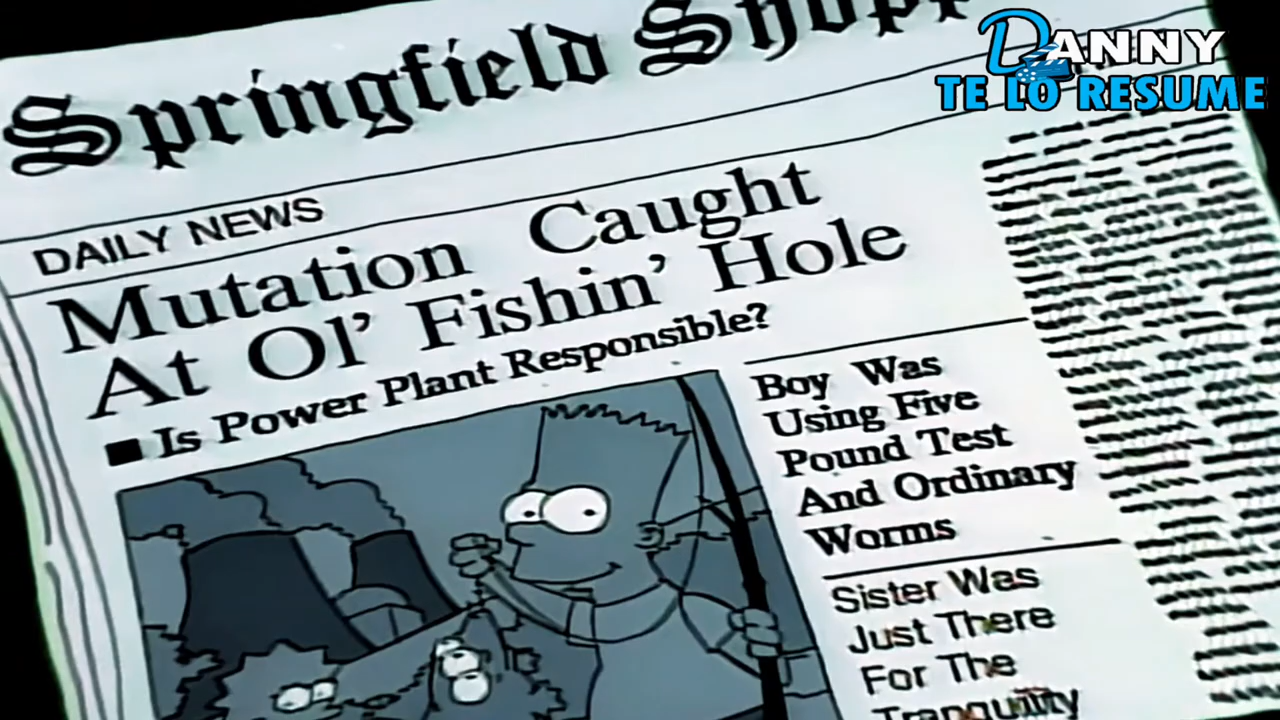 Springfield Shopp
DANNY
TE LO RESUME
DAILY NEWS
Mutation Caught
At Ol' Fishin' Hole
■ Is Power Plant Responsible?
Boy Was
Using Five
Pound Test
And Ordinary
Worms
Sister Was
Just There
For The
Tranquility